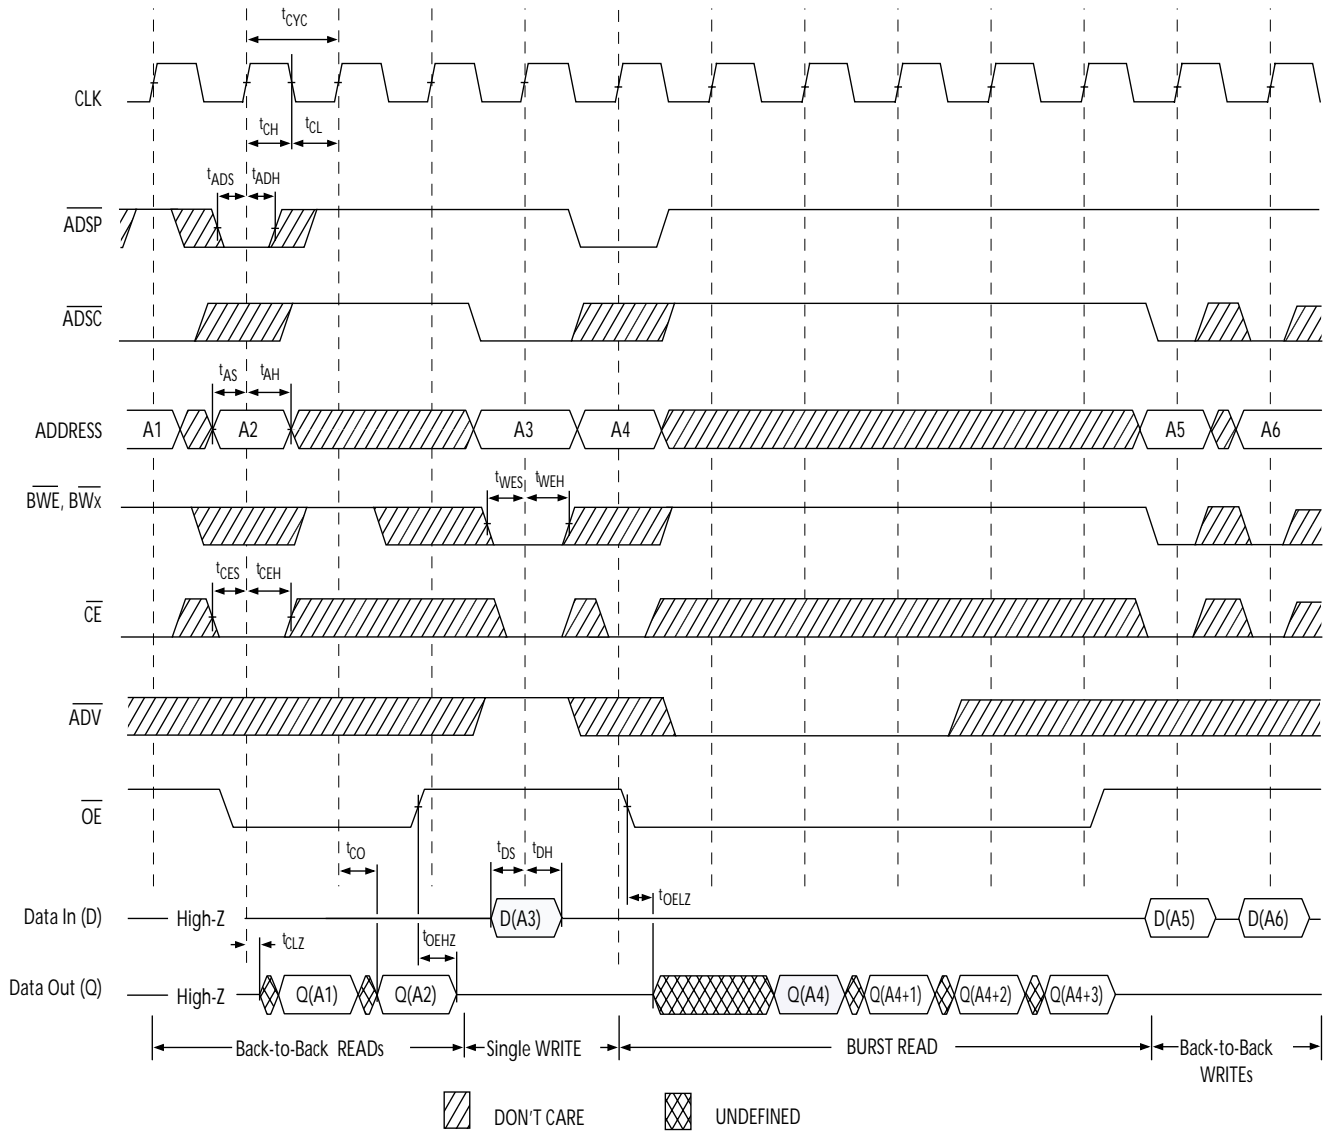 tCYC
CLK
tCH tCL
tADS tADH
ADSP
ADSC
tAS tAH
ADDRESS A1 A2 A3 A4 A5 A6
tWES tWEH
BWE, BWx
tCES tCEH
CE
ADV
OE
tCO tDS tDH
tOELZ
Data In (D) High-Z D(A3) D(A5) D(A6)
tCLZ tOEHZ
Data Out (Q) High-Z Q(A1) Q(A2) Q(A4) Q(A4+1) Q(A4+2) Q(A4+3)
Back-to-Back READs Single WRITE BURST READ Back-to-Back
WRITEs
DON'T CARE UNDEFINED